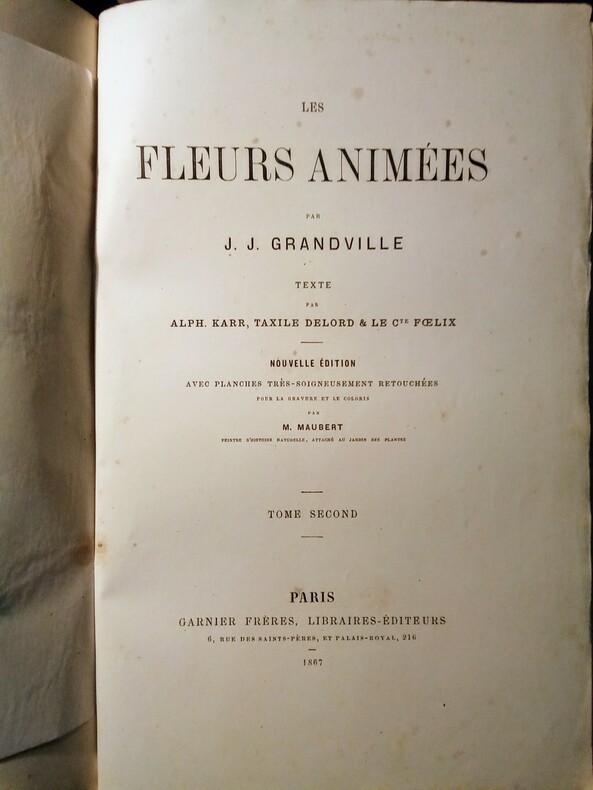 LES
FLEURS ANIMÉES
PAR
J. J. GRANDVILLE
TEXTE
PAR
ALPH. KARR, TAXILE DELORD & LE CTE FŒLIX
NOUVELLE ÉDITION
AVEC PLANCHES TRÈS-SOIGNEUSEMENT RETOUCHÉES
POUR LA GRAVURE ET LE COLORIS
PAR
M. MAUBERT
PEINTRE D'HISTOIRE NATURELLE, ATTACHÉ AU JARDIN DES PLANTES
TOME SECOND
PARIS
GARNIER FRÈRES, LIBRAIRES-ÉDITEURS
6, RUE DES SAINTS-PÈRES, ET PALAIS-ROYAL, 216
1867